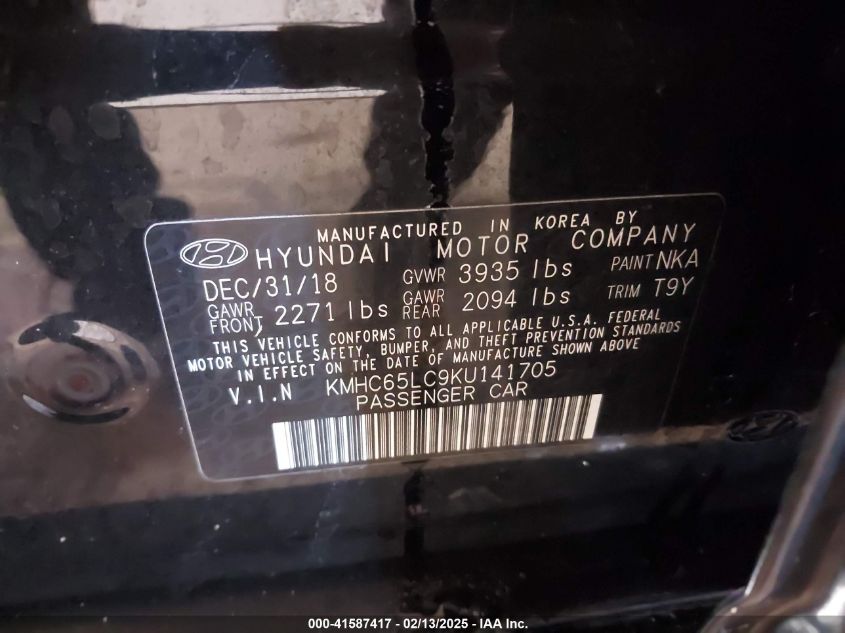 MANUFACTURED IN KOREA BY
HYUNDAI MOTOR COMPANY
DEC/31/18 GVWR 3935 lbs PAINT NKA
GAWR FRONT 2271 lbs GAWR REAR 2094 lbs TRIM T9Y
THIS VEHICLE CONFORMS TO ALL APPLICABLE U.S.A. FEDERAL
MOTOR VEHICLE SAFETY, BUMPER, AND THEFT PREVENTION STANDARDS
IN EFFECT ON THE DATE OF MANUFACTURE SHOWN ABOVE
V.I.N KMHC65LC9KU141705
PASSENGER CAR
000-41587417 - 02/13/2025 - IAA Inc.